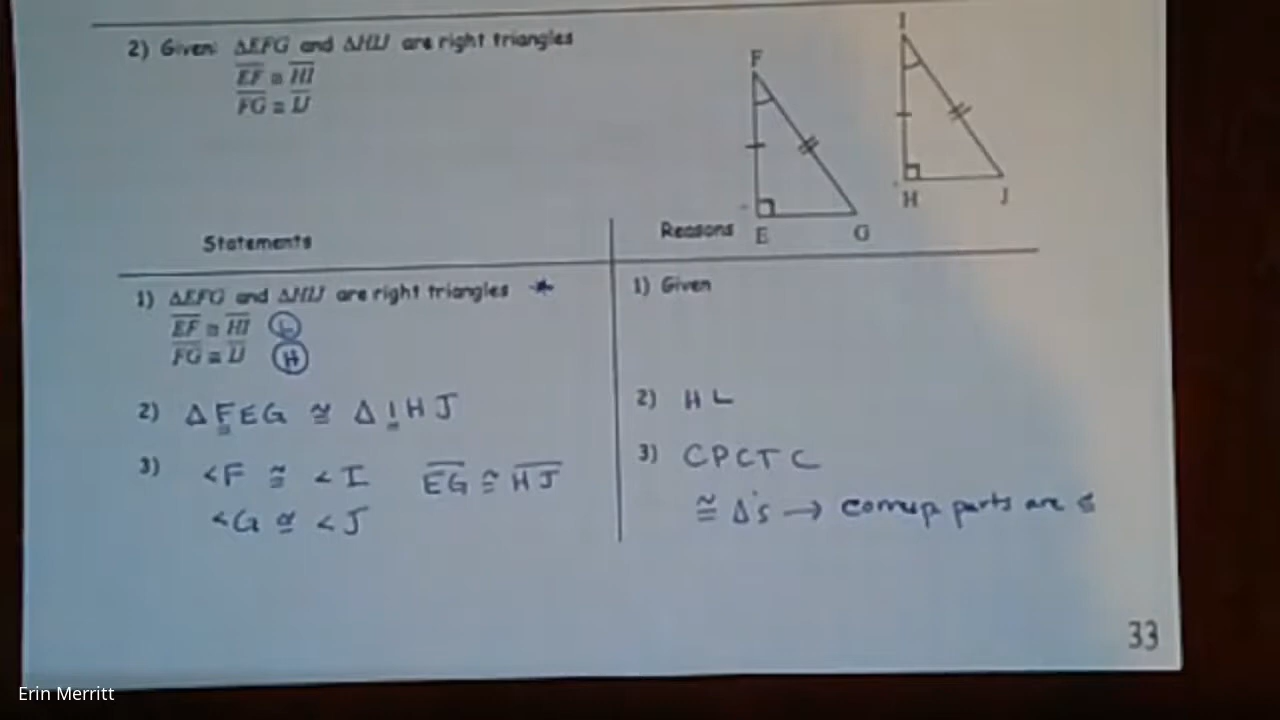 2) Given: ΔEFG and ΔHIJ are right triangles
EF ≅ HI
FG ≅ IJ
F
I
E
G
H
J
Statements
Reasons
1) ΔEFG and ΔHIJ are right triangles *
1) Given
EF ≅ HI L
FG ≅ IJ H
2) Δ FEG ≅ Δ IHJ
2) HL
3) <F ≅ <I EG ≅ HJ
3) CPCTC
<G ≅ <J
≅ Δ's → corresp parts are ≅
33
Erin Merritt